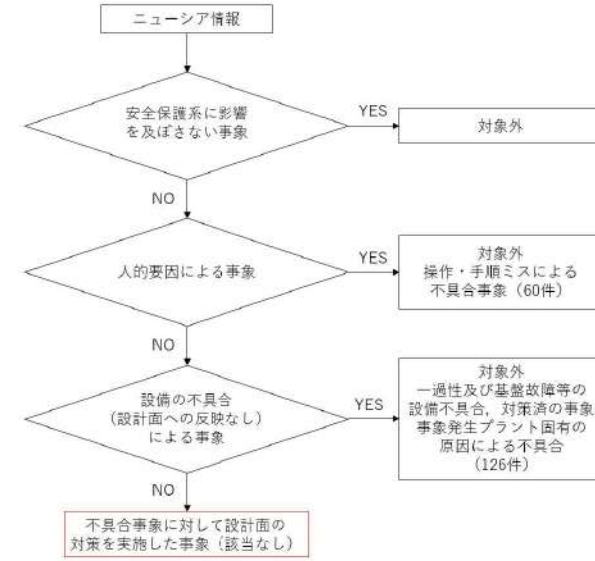 ニューシア情報
安全保護系に影響
を及ぼさない事象
YES
対象外
NO
人的要因による事象
YES
対象外
操作・手順ミスによる
不具合事象（60件）
NO
設備の不具合
（設計面への反映なし）
による事象
YES
対象外
一過性及び基盤故障等の
設備不具合，対策済の事象
事象発生プラント固有の
原因による不具合
（126件）
NO
不具合事象に対して設計面の
対策を実施した事象（該当なし）